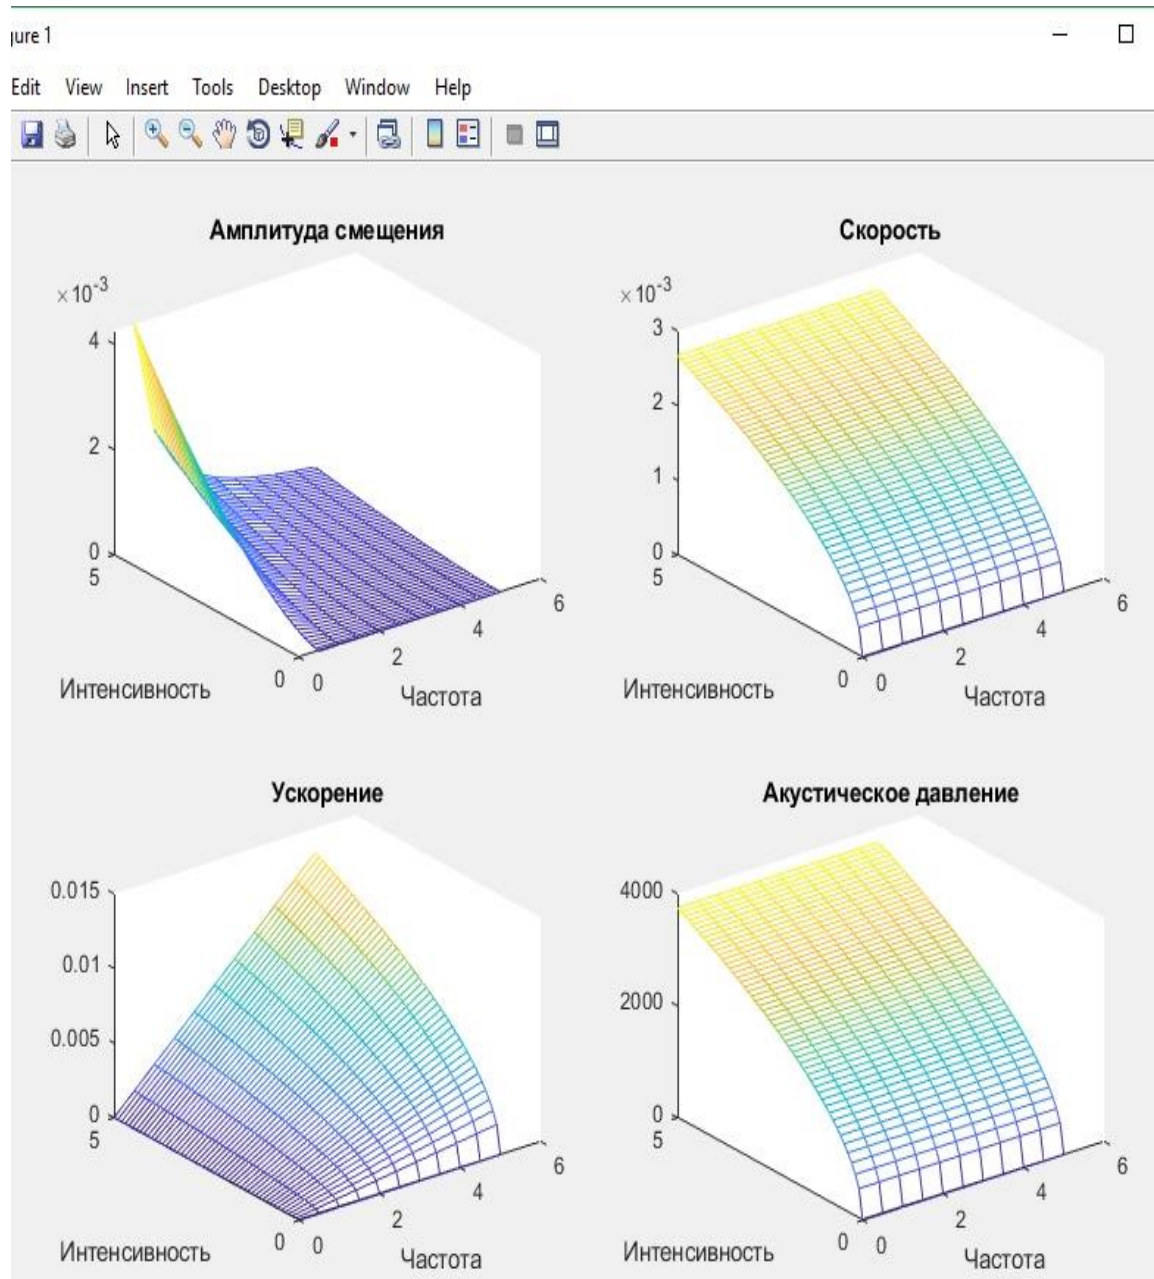 gure 1
Edit View Insert Tools Desktop Window Help
Амплитуда смещения
×10-3
4
2
0
5
0
0
2
4
6
Интенсивность
Частота
Скорость
×10-3
3
2
1
0
5
0
0
2
4
6
Интенсивность
Частота
Ускорение
0.015
0.01
0.005
0
5
0
0
2
4
6
Интенсивность
Частота
Акустическое давление
4000
2000
0
5
0
0
2
4
6
Интенсивность
Частота